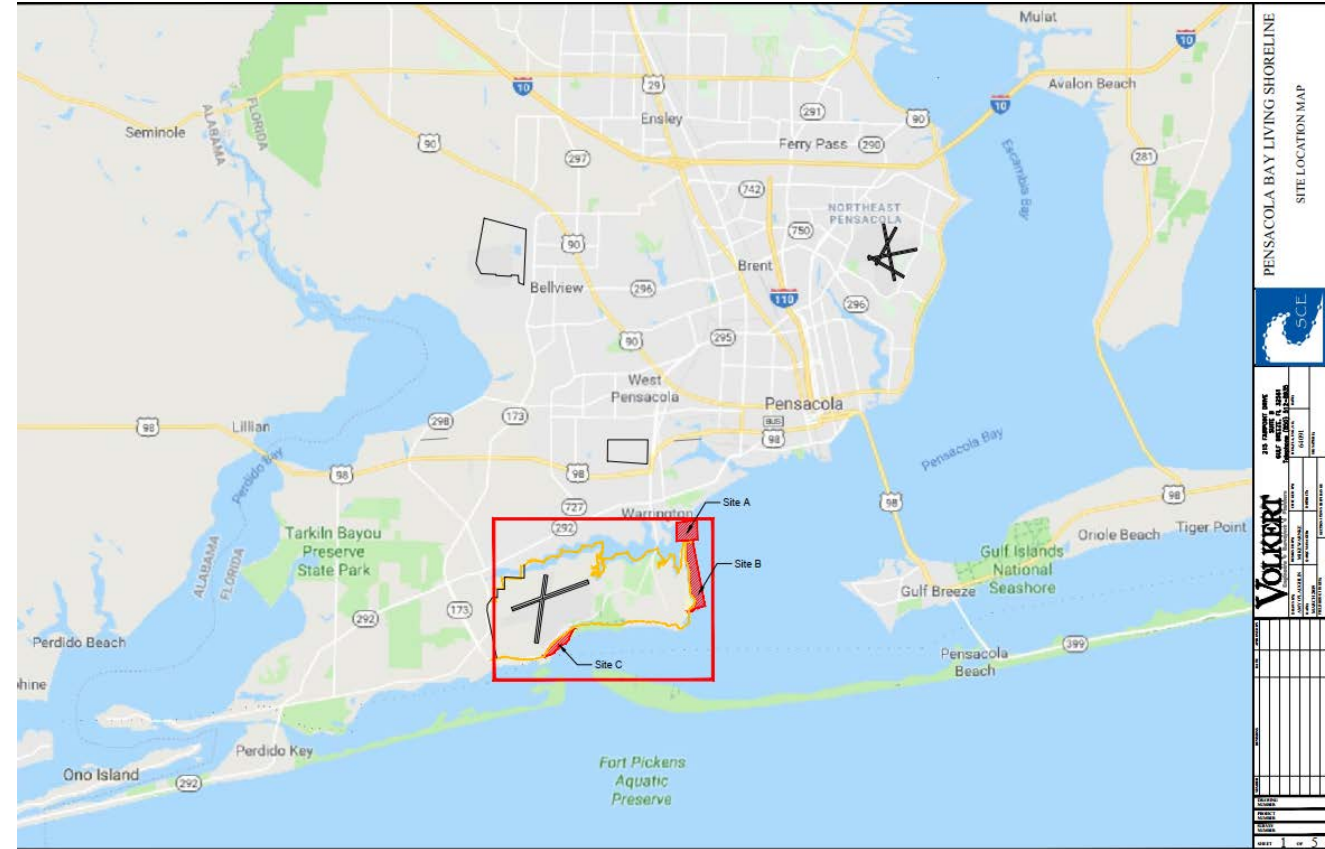 Mulat
10
Avalon Beach
10
29
10
Ensley
291
90
Seminole
ALABAMA
FLORIDA
90
297
Ferry Pass
290
281
Escambia Bay
742
NORTHEAST
PENSACOLA
750
90
Brent
Bellview
296
110
296
295
90
West
Pensacola
Pensacola
98
Lillian
298
173
BUS
98
Pensacola Bay
Perdido Bay
98
98
98
98
727
Site A
292
Warrington
Tarkiln Bayou
Preserve
State Park
Oriole Beach
Tiger Point
Gulf Islands
National
Seashore
Site B
ALABAMA
FLORIDA
Gulf Breeze
173
292
Perdido Beach
Site C
Pensacola
Beach
399
phine
Perdido Key
Ono Island
292
Fort Pickens
Aquatic
Preserve
PENSACOLA BAY LIVING SHORELINE
SITE LOCATION MAP
SCE
VOLKERT
SHEET 1 OF 5